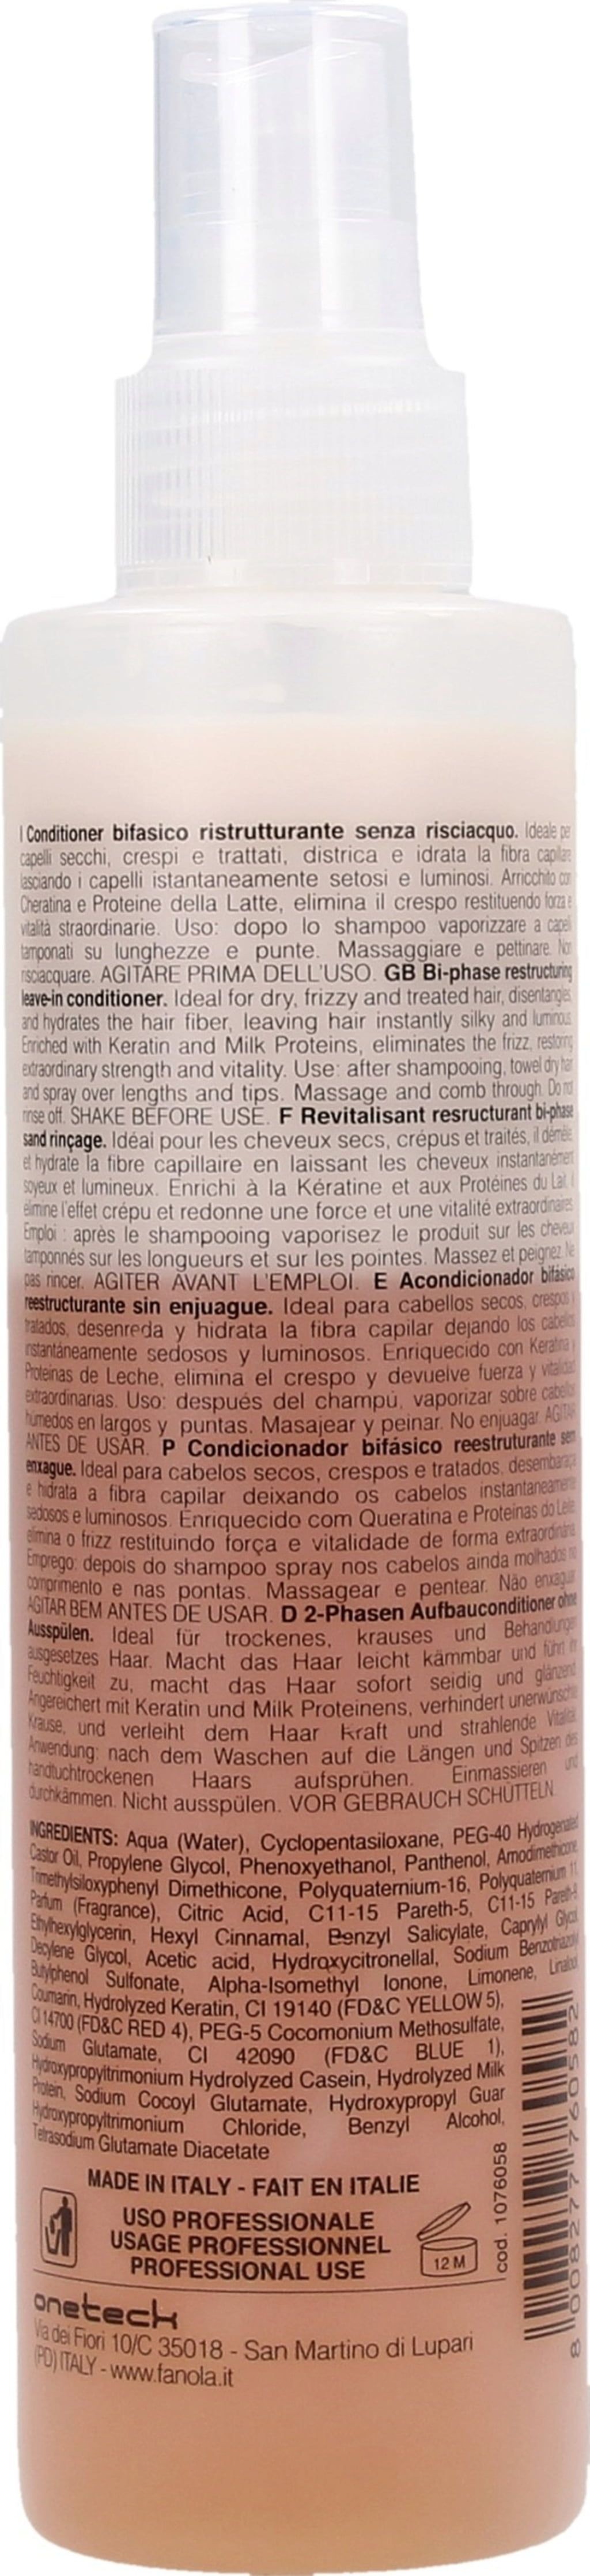 I Conditioner bifasico ristrutturante senza risciacquo. Ideale per
capelli secchi, crespi e trattati, districa e idrata la fibra capillare
lasciando i capelli istantaneamente setosi e luminosi. Arricchito con
Cheratina e Proteine della Latte, elimina il crespo restituendo forza e
vitalità straordinarie. Uso: dopo lo shampoo vaporizzare a capelli
tamponati su lunghezze e punte. Massaggiare e pettinare. Non
risciacquare. AGITARE PRIMA DELL'USO. GB Bi-phase restructuring
leave-in conditioner. Ideal for dry, frizzy and treated hair, disentangles
and hydrates the hair fiber, leaving hair instantly silky and luminous.
Enriched with Keratin and Milk Proteins, eliminates the frizz, restoring
extraordinary strength and vitality. Use: after shampooing, towel dry hair
and spray over lengths and tips. Massage and comb through. Do not
rinse off. SHAKE BEFORE USE. F Revitalisant resructurant bi-phase
sand rinçage. Idéai pour les cheveux secs, crépus et traités, il démêle
et hydrate la fibre capillaire en laissant les cheveux instantanément
soyeux et lumineux. Enrichi à la Kératine et aux Protéines du Lait, il
élimine l'effet crépu et redonne une force et une vitalité extraordinaires.
Emploi : après le shampooing vaporisez le produit sur les cheveux
tamponnés sur les longueurs et sur les pointes. Massez et peignez. Ne
pas rincer. AGITER AVANT L'EMPLOI. E Acondicionador bifásico
reestructurante sin enjuague. Ideal para cabellos secos, crespos y
tratados, desenreda y hidrata la fibra capilar dejando los cabellos
instantáneamente sedosos y luminosos. Enriquecido con Keratina y
Proteinas de Leche, elimina el crespo y devuelve fuerza y vitalidad
extraordinarias. Uso: después del champú, vaporizar sobre cabellos
húmedos en largos y puntas. Masajear y peinar. No enjuagar. AGITAR
ANTES DE USAR. P Condicionador bifásico reestruturante sem
enxague. Ideal para cabelos secos, crespos e tratados, desembaraça
e hidrata a fibra capilar deixando os cabelos instantaneamente
sedosos e luminosos. Enriquecido com Queratina e Proteinas do Leite,
elimina o frizz restituindo força e vitalidade de forma extraordinária.
Emprego: depois do shampoo spray nos cabelos ainda molhados no
comprimento e nas pontas. Massagear e pentear. Não enxaguar.
AGITAR BEM ANTES DE USAR. D 2-Phasen Aufbauconditioner ohne
Ausspülen. Ideal für trockenes, krauses und Behandlungen
ausgesetzes Haar. Macht das Haar leicht kämmbar und führt ihr
Feuchtigkeit zu, macht das Haar sofort seidig und glänzend.
Angereichert mit Keratin und Milk Proteinens, verhindert unerwünschte
Krause, und verleiht dem Haar Kraft und strahlende Vitalität.
Anwendung: nach dem Waschen auf die Längen und Spitzen des
handtuchtrockenen Haars aufsprühen. Einmassieren und
durchkämmen. Nicht ausspülen. VOR GEBRAUCH SCHÜTTELN.
INGREDIENTS: Aqua (Water), Cyclopentasiloxane, PEG-40 Hydrogenated
Castor Oil, Propylene Glycol, Phenoxyethanol, Panthenol, Amodimethicone,
Trimethylsiloxyphenyl Dimethicone, Polyquaternium-16, Polyquaternium 11,
Parfum (Fragrance), Citric Acid, C11-15 Pareth-5, C11-15 Pareth-9
Ethylhexylglycerin, Hexyl Cinnamal, Benzyl Salicylate, Caprylyl Glycol,
Decylene Glycol, Acetic acid, Hydroxycitronellal, Sodium Benzotriazolyl
Butylphenol Sulfonate, Alpha-Isomethyl Ionone, Limonene, Linalool
Coumarin, Hydrolyzed Keratin, CI 19140 (FD&C YELLOW 5),
CI 14700 (FD&C RED 4), PEG-5 Cocomonium Methosulfate,
Sodium Glutamate, CI 42090 (FD&C BLUE 1),
Hydroxypropyltrimonium Hydrolyzed Casein, Hydrolyzed Milk
Protein, Sodium Cocoyl Glutamate, Hydroxypropyl Guar
Hydroxypropyltrimonium Chloride, Benzyl Alcohol,
Tetrasodium Glutamate Diacetate
MADE IN ITALY - FAIT EN ITALIE
USO PROFESSIONALE
USAGE PROFESSIONNEL
PROFESSIONAL USE
12 M
cod. 1076058
8 008277 760582
onetech
Via dei Fiori 10/C 35018 - San Martino di Lupari
(PD) ITALY - www.fanola.it